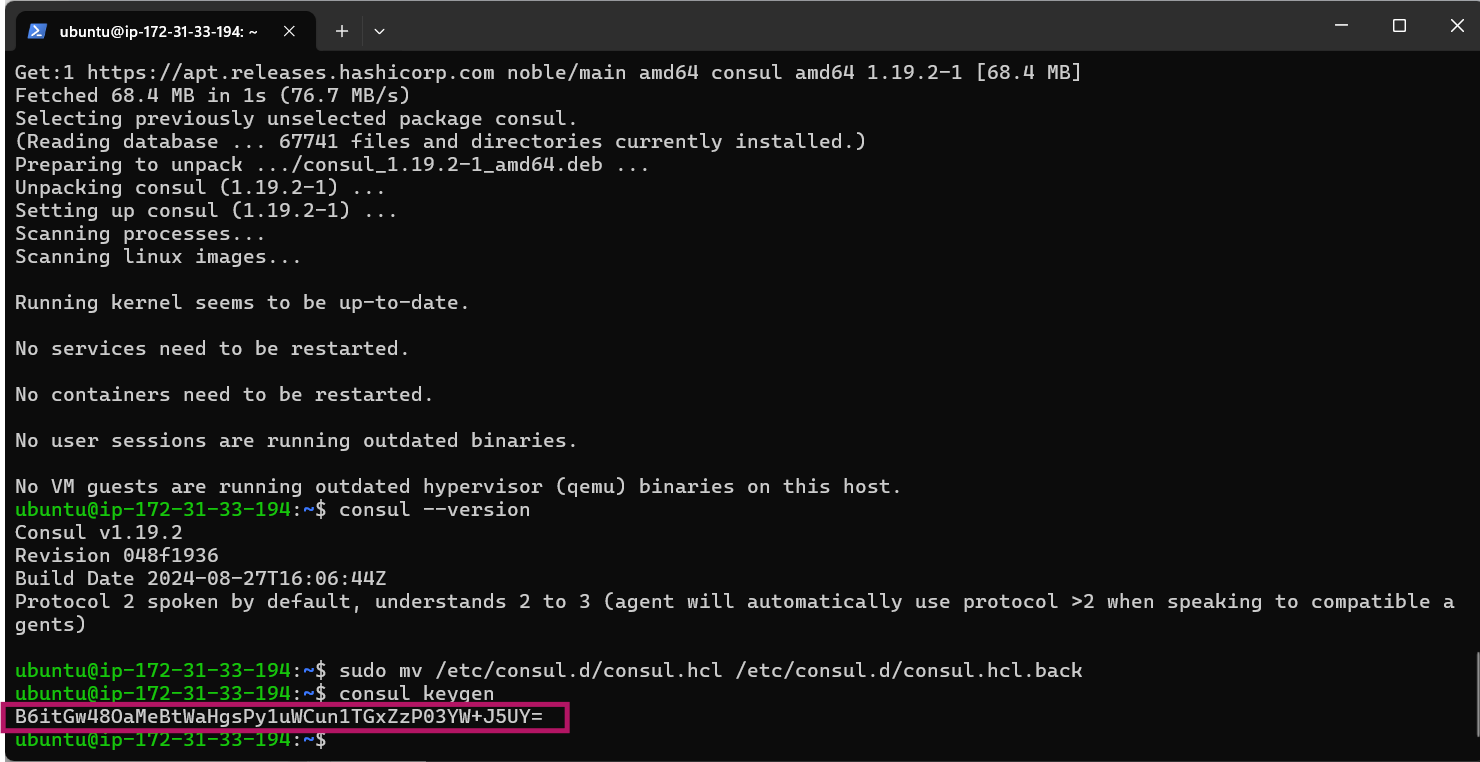 ubuntu@ip-172-31-33-194: ~
Get:1 https://apt.releases.hashicorp.com noble/main amd64 consul amd64 1.19.2-1 [68.4 MB]
Fetched 68.4 MB in 1s (76.7 MB/s)
Selecting previously unselected package consul.
(Reading database ... 67741 files and directories currently installed.)
Preparing to unpack .../consul_1.19.2-1_amd64.deb ...
Unpacking consul (1.19.2-1) ...
Setting up consul (1.19.2-1) ...
Scanning processes...
Scanning linux images...
Running kernel seems to be up-to-date.
No services need to be restarted.
No containers need to be restarted.
No user sessions are running outdated binaries.
No VM guests are running outdated hypervisor (qemu) binaries on this host.
ubuntu@ip-172-31-33-194:~$ consul --version
Consul v1.19.2
Revision 048f1936
Build Date 2024-08-27T16:06:44Z
Protocol 2 spoken by default, understands 2 to 3 (agent will automatically use protocol >2 when speaking to compatible a
gents)
ubuntu@ip-172-31-33-194:~$ sudo mv /etc/consul.d/consul.hcl /etc/consul.d/consul.hcl.back
ubuntu@ip-172-31-33-194:~$ consul keygen
B6itGw48OaMeBtWaHgsPy1uWCun1TGxZzP03YW+J5UY=
ubuntu@ip-172-31-33-194:~$